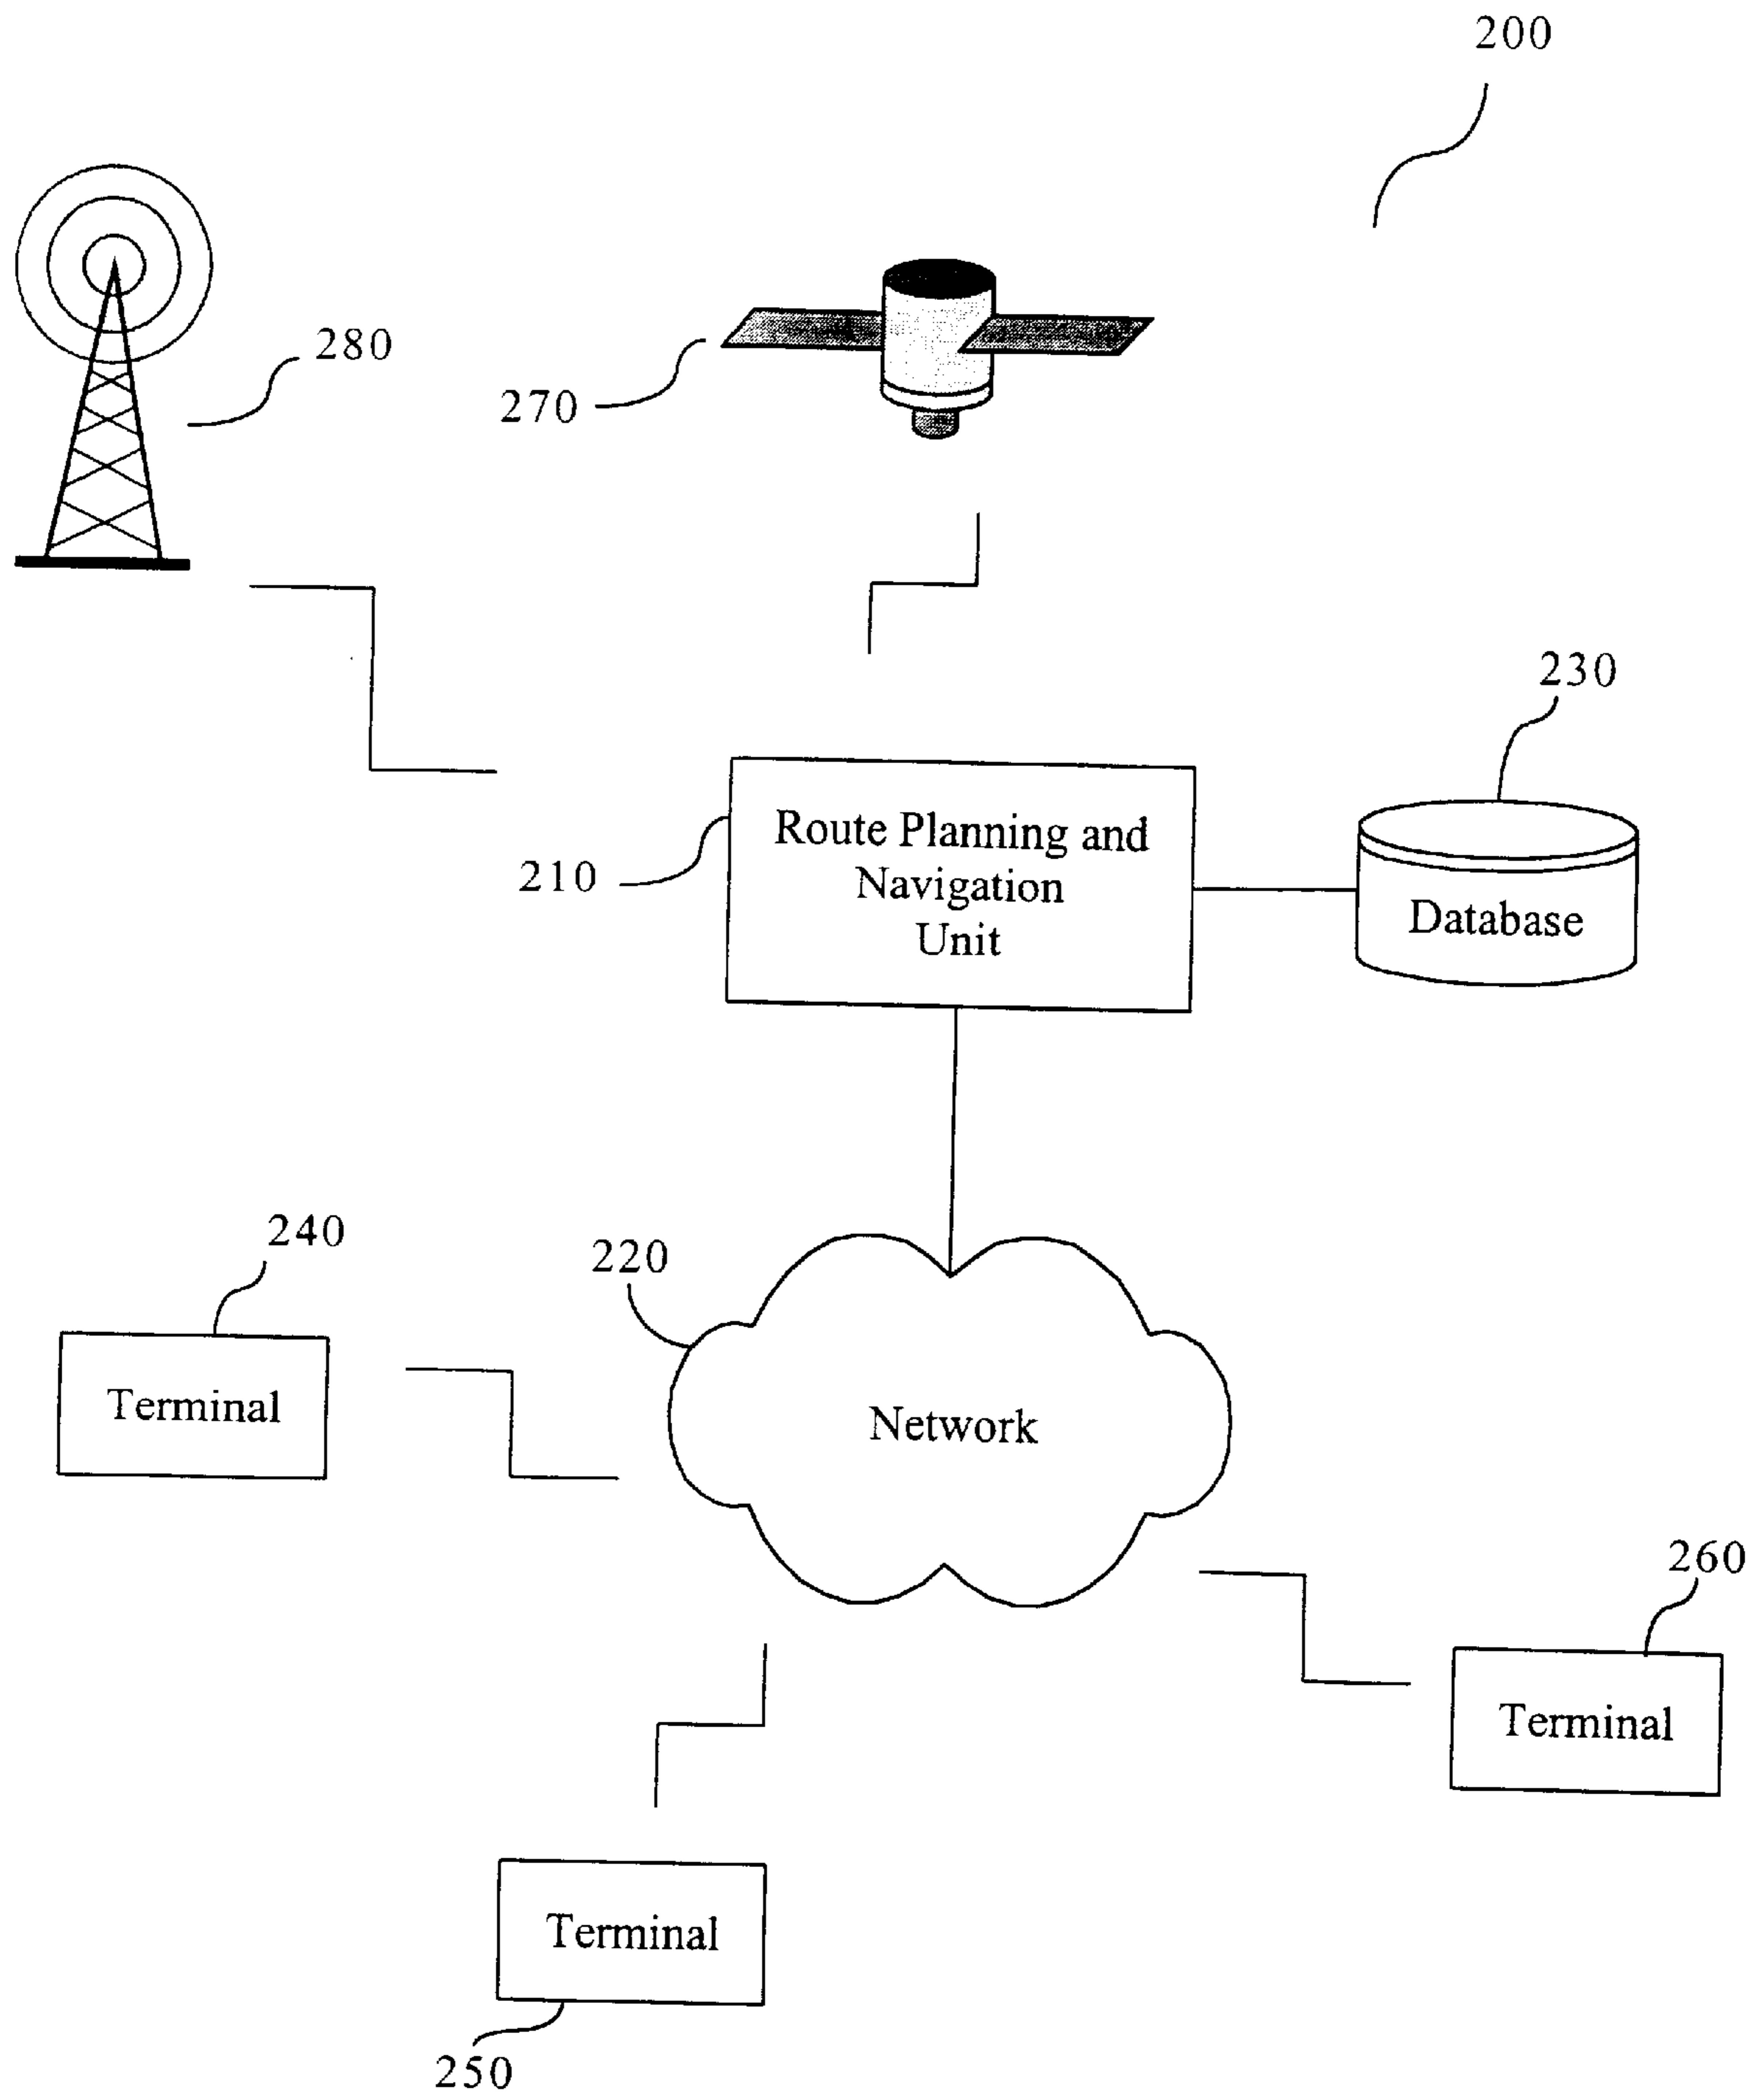 200
280
270
230
Route Planning and
Navigation
Unit
210
Database
240
220
Terminal
Network
260
Terminal
Terminal
250